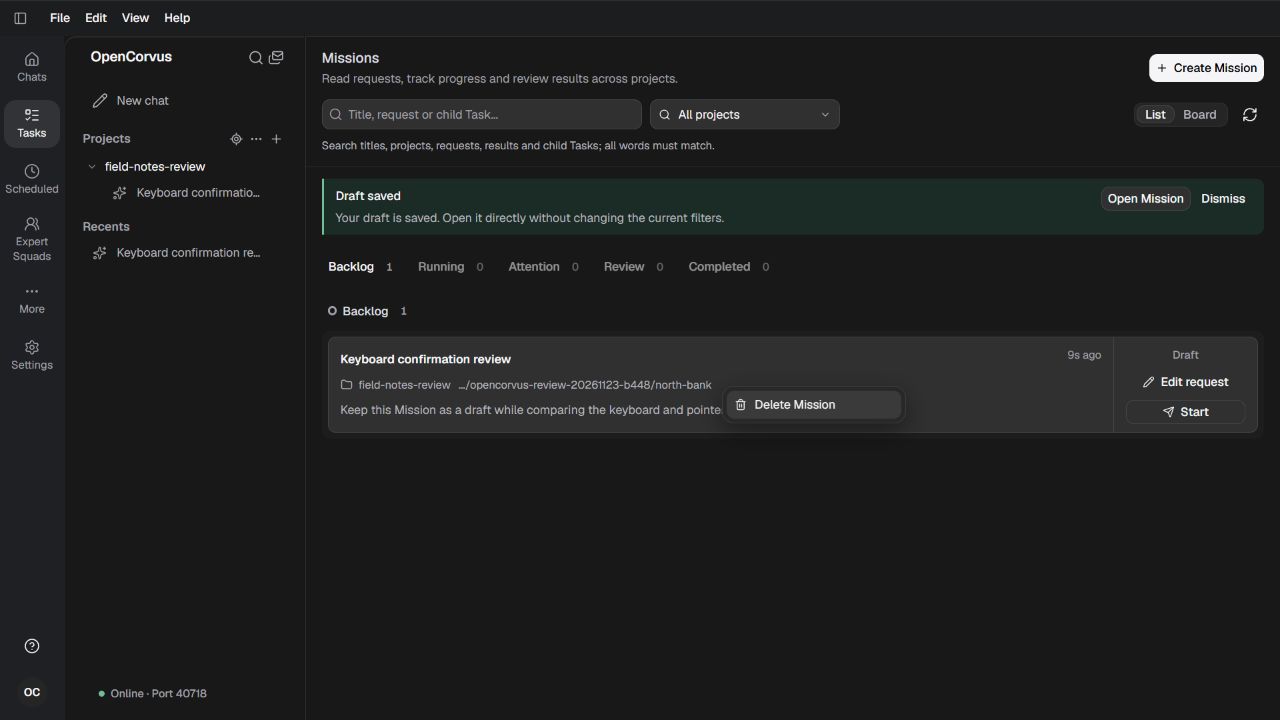 File Edit View Help
Chats
Tasks
Scheduled
Expert
Squads
More
Settings
OC
OpenCorvus
New chat
Projects
field-notes-review
Keyboard confirmatio...
Recents
Keyboard confirmation re...
Online · Port 40718
Missions
Read requests, track progress and review results across projects.
Create Mission
Title, request or child Task...
All projects
List Board
Search titles, projects, requests, results and child Tasks; all words must match.
Draft saved
Your draft is saved. Open it directly without changing the current filters.
Open Mission Dismiss
Backlog 1 Running 0 Attention 0 Review 0 Completed 0
Backlog 1
Keyboard confirmation review 9s ago
field-notes-review .../opencorvus-review-20261123-b448/north-bank
Keep this Mission as a draft while comparing the keyboard and pointe
Delete Mission
Draft
Edit request
Start